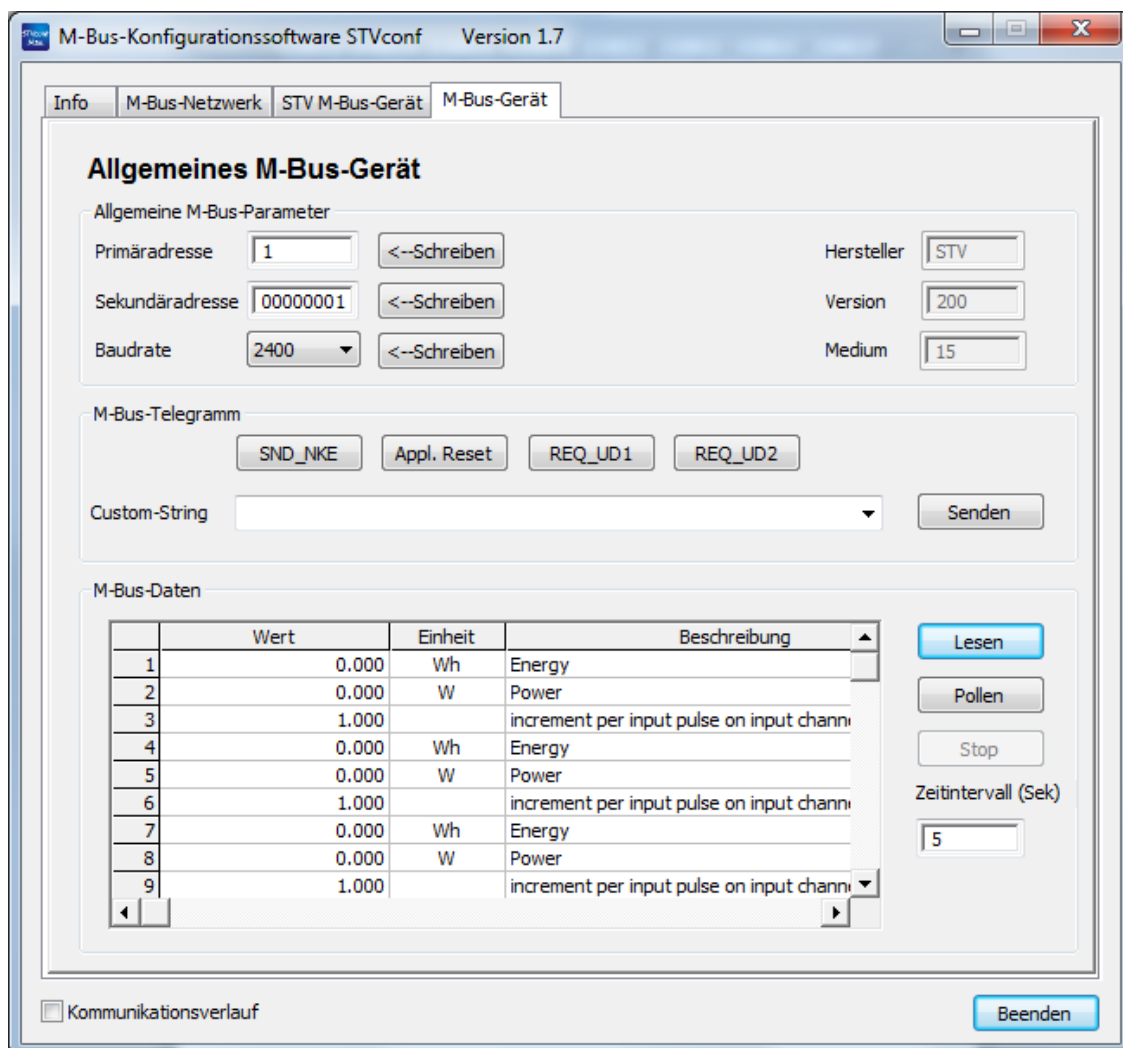 M-Bus-Konfigurationssoftware STVconf Version 1.7
Info M-Bus-Netzwerk STV M-Bus-Gerät M-Bus-Gerät
Allgemeines M-Bus-Gerät
Allgemeine M-Bus-Parameter
Primäradresse 1 <--Schreiben Hersteller STV
Sekundäradresse 00000001 <--Schreiben Version 200
Baudrate 2400 <--Schreiben Medium 15
M-Bus-Telegramm
SND_NKE Appl. Reset REQ_UD1 REQ_UD2
Custom-String Senden
M-Bus-Daten
Wert Einheit Beschreibung Lesen
1 0.000 Wh Energy
2 0.000 W Power Pollen
3 1.000 increment per input pulse on input
4 0.000 Wh Energy Stop
5 0.000 W Power
6 1.000 increment per input pulse on input Zeitintervall (Sek)
7 0.000 Wh Energy 5
8 0.000 W Power
9 1.000 increment per input pulse on input
Kommunikationsverlauf Beenden